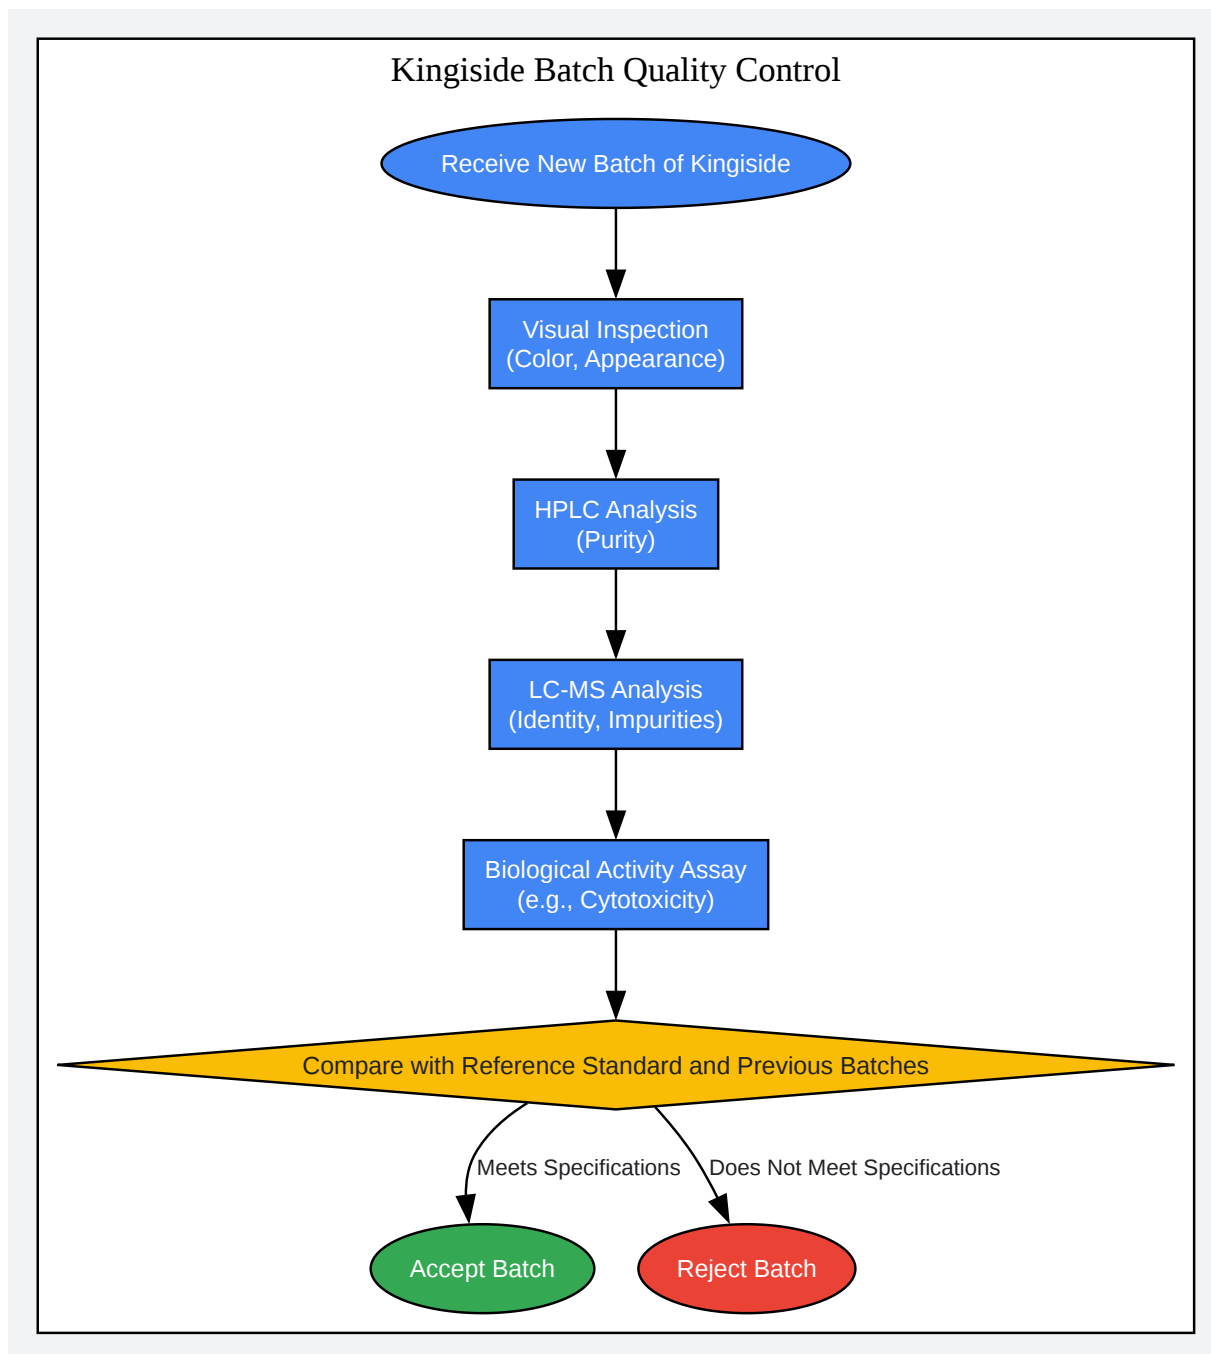 Kingiside Batch Quality Control
Receive New Batch of Kingiside
Visual Inspection
(Color, Appearance)
HPLC Analysis
(Purity)
LC-MS Analysis
(Identity, Impurities)
Biological Activity Assay
(e.g., Cytotoxicity)
Compare with Reference Standard and Previous Batches
Meets Specifications
Does Not Meet Specifications
Accept Batch
Reject Batch